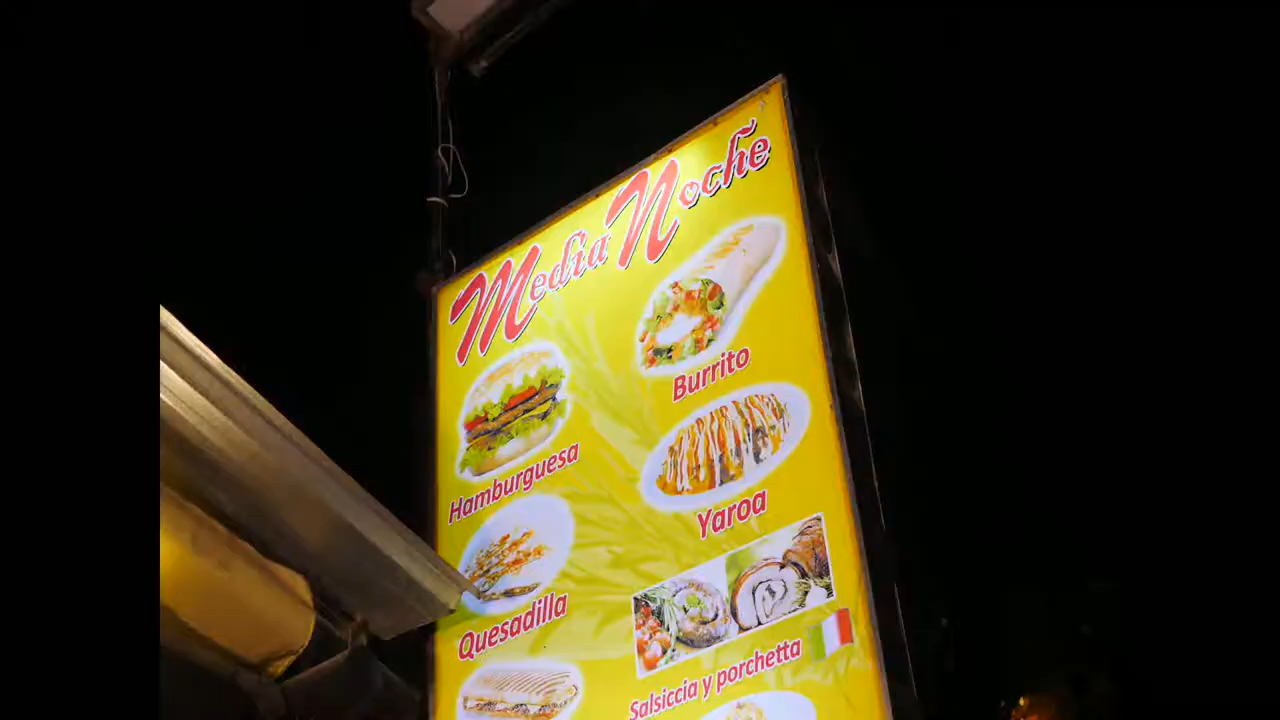 Media Noche
Hamburguesa
Burrito
Quesadilla
Yaroa
Salsiccia y porchetta